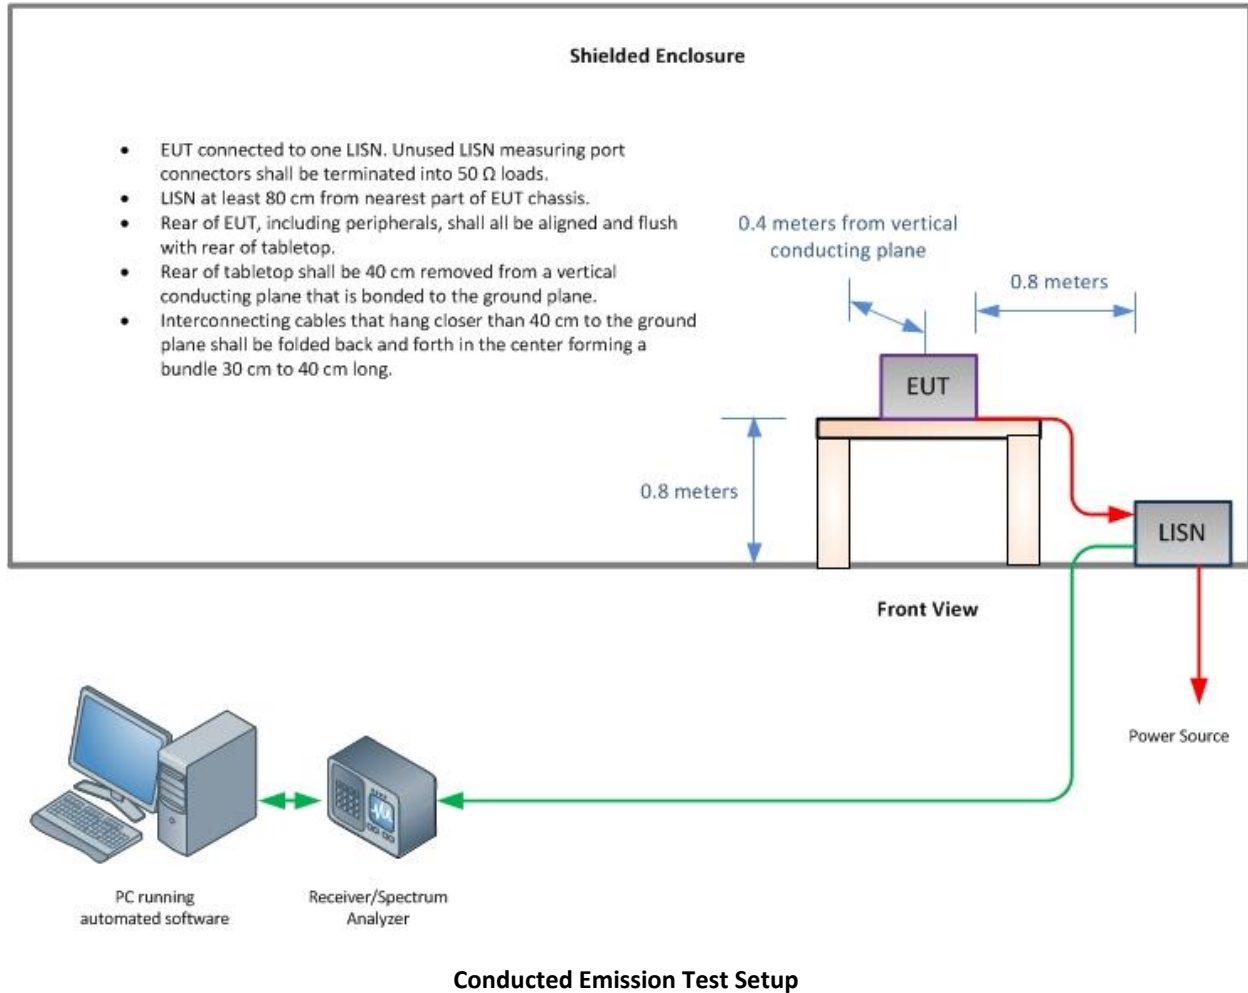 Shielded Enclosure
• EUT connected to one LISN. Unused LISN measuring port
connectors shall be terminated into 50 Ω loads.
• LISN at least 80 cm from nearest part of EUT chassis.
• Rear of EUT, including peripherals, shall all be aligned and flush
with rear of tabletop.
• Rear of tabletop shall be 40 cm removed from a vertical
conducting plane that is bonded to the ground plane.
• Interconnecting cables that hang closer than 40 cm to the ground
plane shall be folded back and forth in the center forming a
bundle 30 cm to 40 cm long.
0.4 meters from vertical
conducting plane
0.8 meters
EUT
0.8 meters
LISN
Front View
Power Source
PC running
automated software
Receiver/Spectrum
Analyzer
Conducted Emission Test Setup